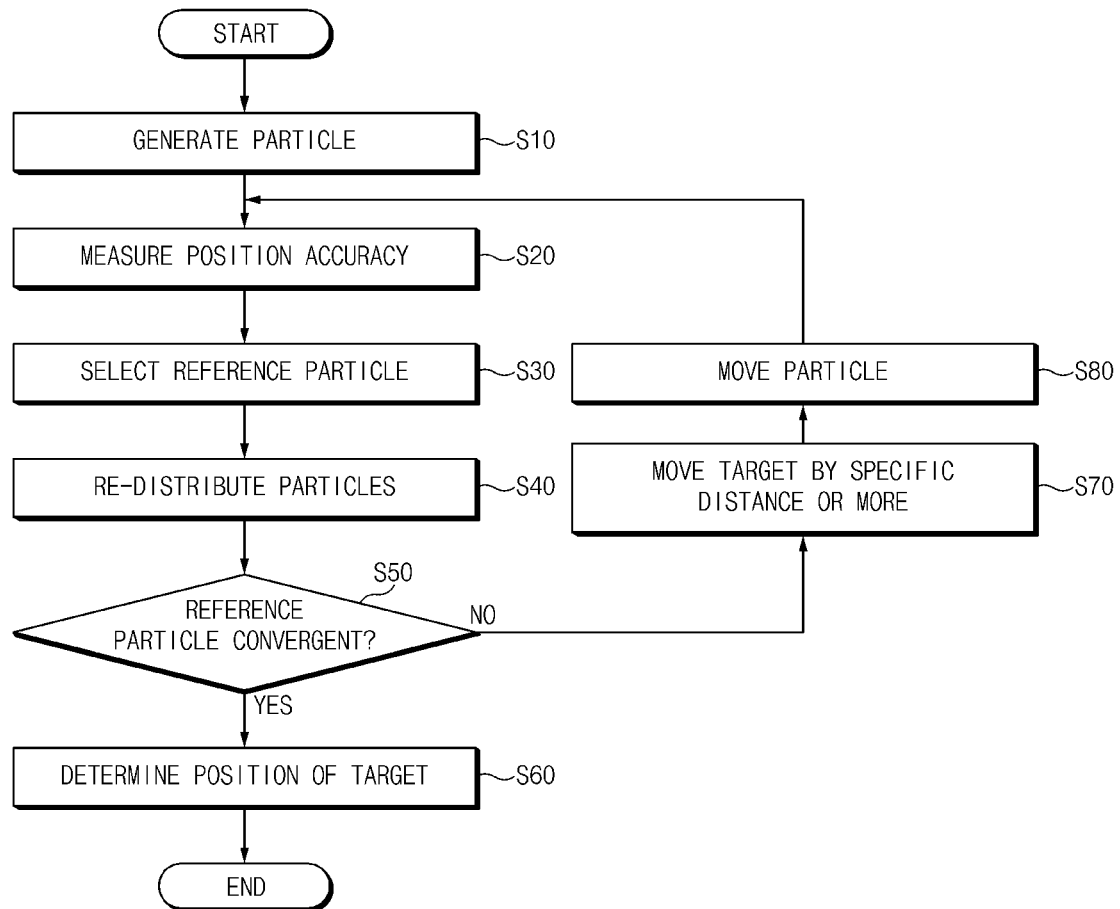 START
GENERATE PARTICLE
S10
MEASURE POSITION ACCURACY
S20
SELECT REFERENCE PARTICLE
S30
MOVE PARTICLE
S80
RE-DISTRIBUTE PARTICLES
S40
MOVE TARGET BY SPECIFIC
DISTANCE OR MORE
S70
S50
REFERENCE
PARTICLE CONVERGENT?
NO
YES
DETERMINE POSITION OF TARGET
S60
END